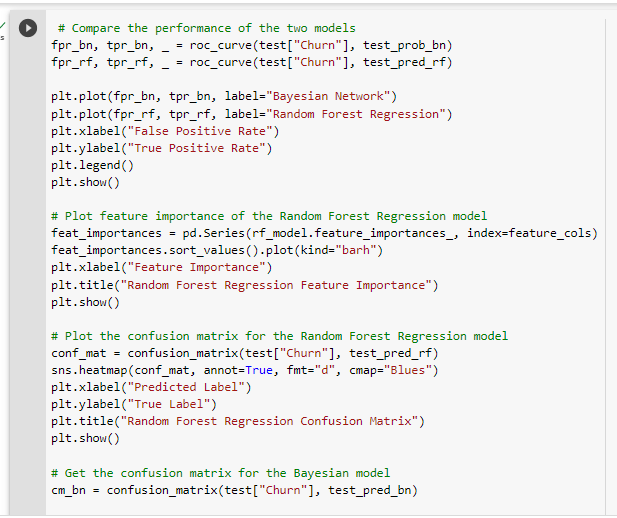 s
# Compare the performance of the two models
fpr_bn, tpr_bn, _ = roc_curve(test["Churn"], test_prob_bn)
fpr_rf, tpr_rf, _ = roc_curve(test["Churn"], test_pred_rf)
plt.plot(fpr_bn, tpr_bn, label="Bayesian Network")
plt.plot(fpr_rf, tpr_rf, label="Random Forest Regression")
plt.xlabel("False Positive Rate")
plt.ylabel("True Positive Rate")
plt.legend()
plt.show()
# Plot feature importance of the Random Forest Regression model
feat_importances = pd.Series(rf_model.feature_importances_, index=feature_cols)
feat_importances.sort_values().plot(kind="barh")
plt.xlabel("Feature Importance")
plt.title("Random Forest Regression Feature Importance")
plt.show()
# Plot the confusion matrix for the Random Forest Regression model
conf_mat = confusion_matrix(test["Churn"], test_pred_rf)
sns.heatmap(conf_mat, annot=True, fmt="d", cmap="Blues")
plt.xlabel("Predicted Label")
plt.ylabel("True Label")
plt.title("Random Forest Regression Confusion Matrix")
plt.show()
# Get the confusion matrix for the Bayesian model
cm_bn = confusion_matrix(test["Churn"], test_pred_bn)